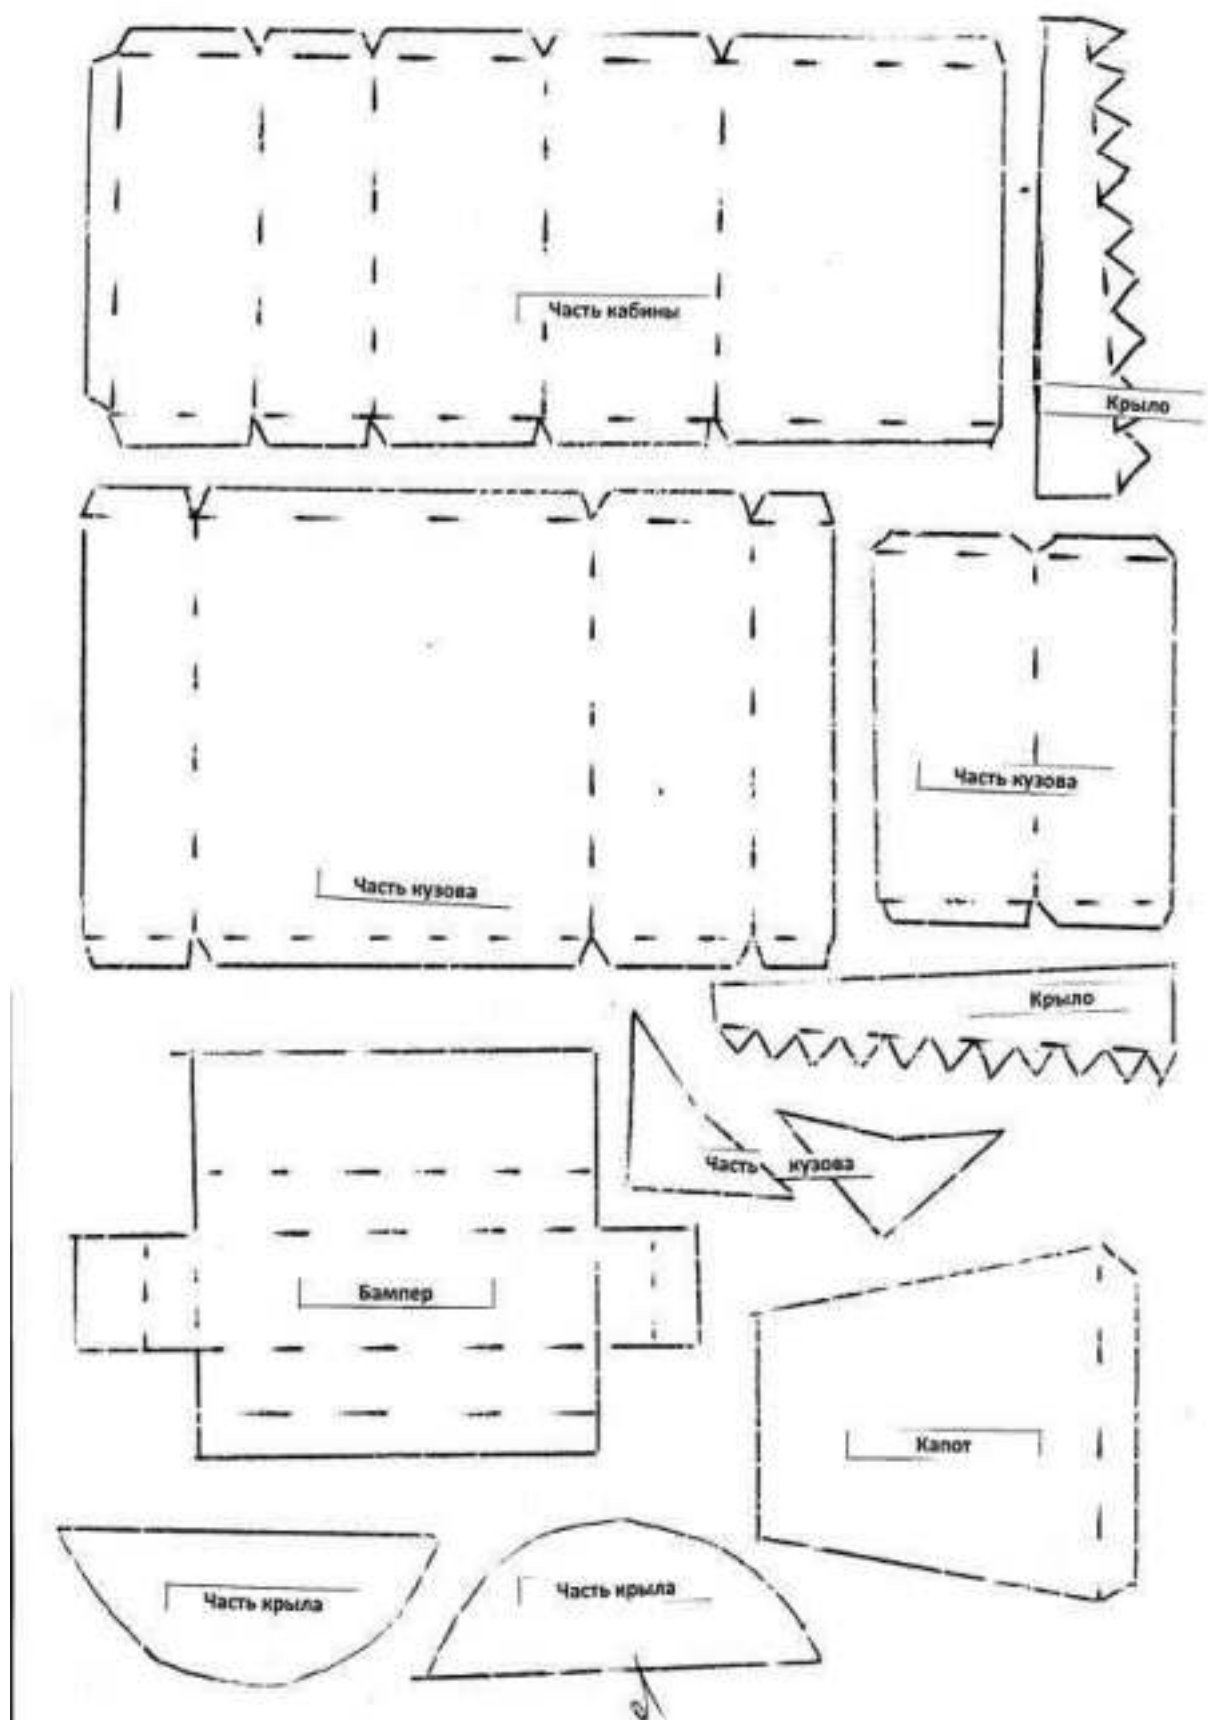 Часть кабины
Крыло
Часть кузова
Часть кузова
Крыло
Часть кузова
Бампер
Капот
Часть крыла
Часть крыла